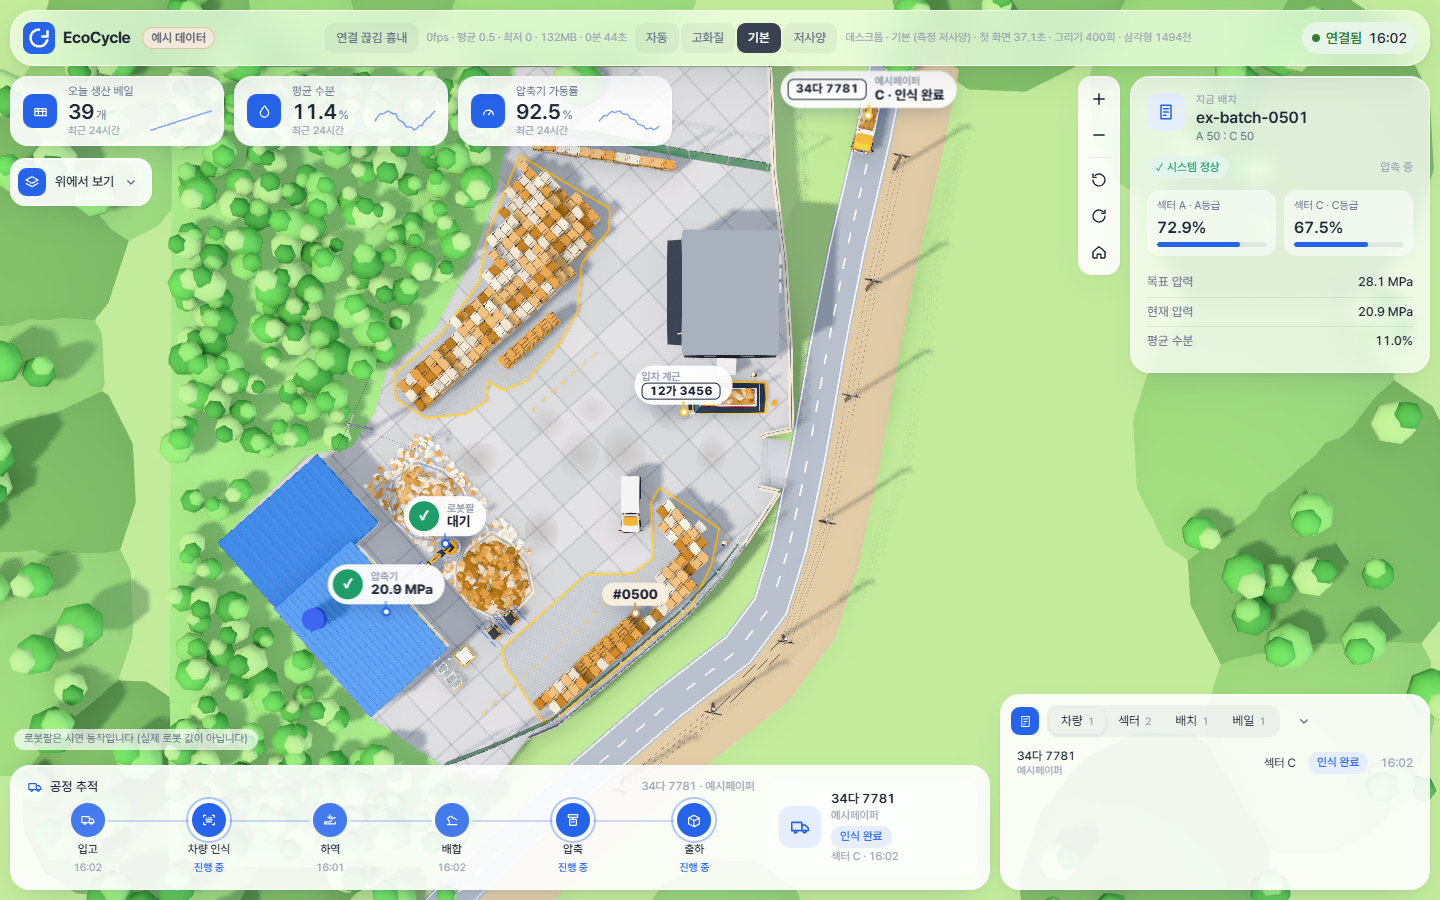 EcoCycle
예시 데이터
연결 끊김 흉내
0fps · 평균 0.5 · 최저 0 · 132MB · 0분 44초
자동
고화질
기본
저사양
데스크톱 · 기본 (측정 저사양) · 첫 화면 37.1초 · 그리기 400회 · 삼각형 1494천
연결됨 16:02
오늘 생산 베일
39개
최근 24시간
평균 수분
11.4%
최근 24시간
압축기 가동률
92.5%
최근 24시간
위에서 보기
34다 7781
예시페이퍼
C · 인식 완료
지금 배치
ex-batch-0501
A 50 : C 50
✓ 시스템 정상
압축 중
섹터 A · A등급
72.9%
섹터 C · C등급
67.5%
목표 압력
28.1 MPa
현재 압력
20.9 MPa
평균 수분
11.0%
입차 계근
12가 3456
로봇팔
대기
압축기
20.9 MPa
#0500
로봇팔은 시연 동작입니다 (실제 로봇 값이 아닙니다)
공정 추적
34다 7781 · 예시페이퍼
입고
16:02
차량 인식
진행 중
하역
16:01
배합
16:02
압축
진행 중
출하
진행 중
34다 7781
예시페이퍼
인식 완료
섹터 C · 16:02
차량 1
섹터 2
배치 1
베일 1
34다 7781
예시페이퍼
섹터 C
인식 완료
16:02